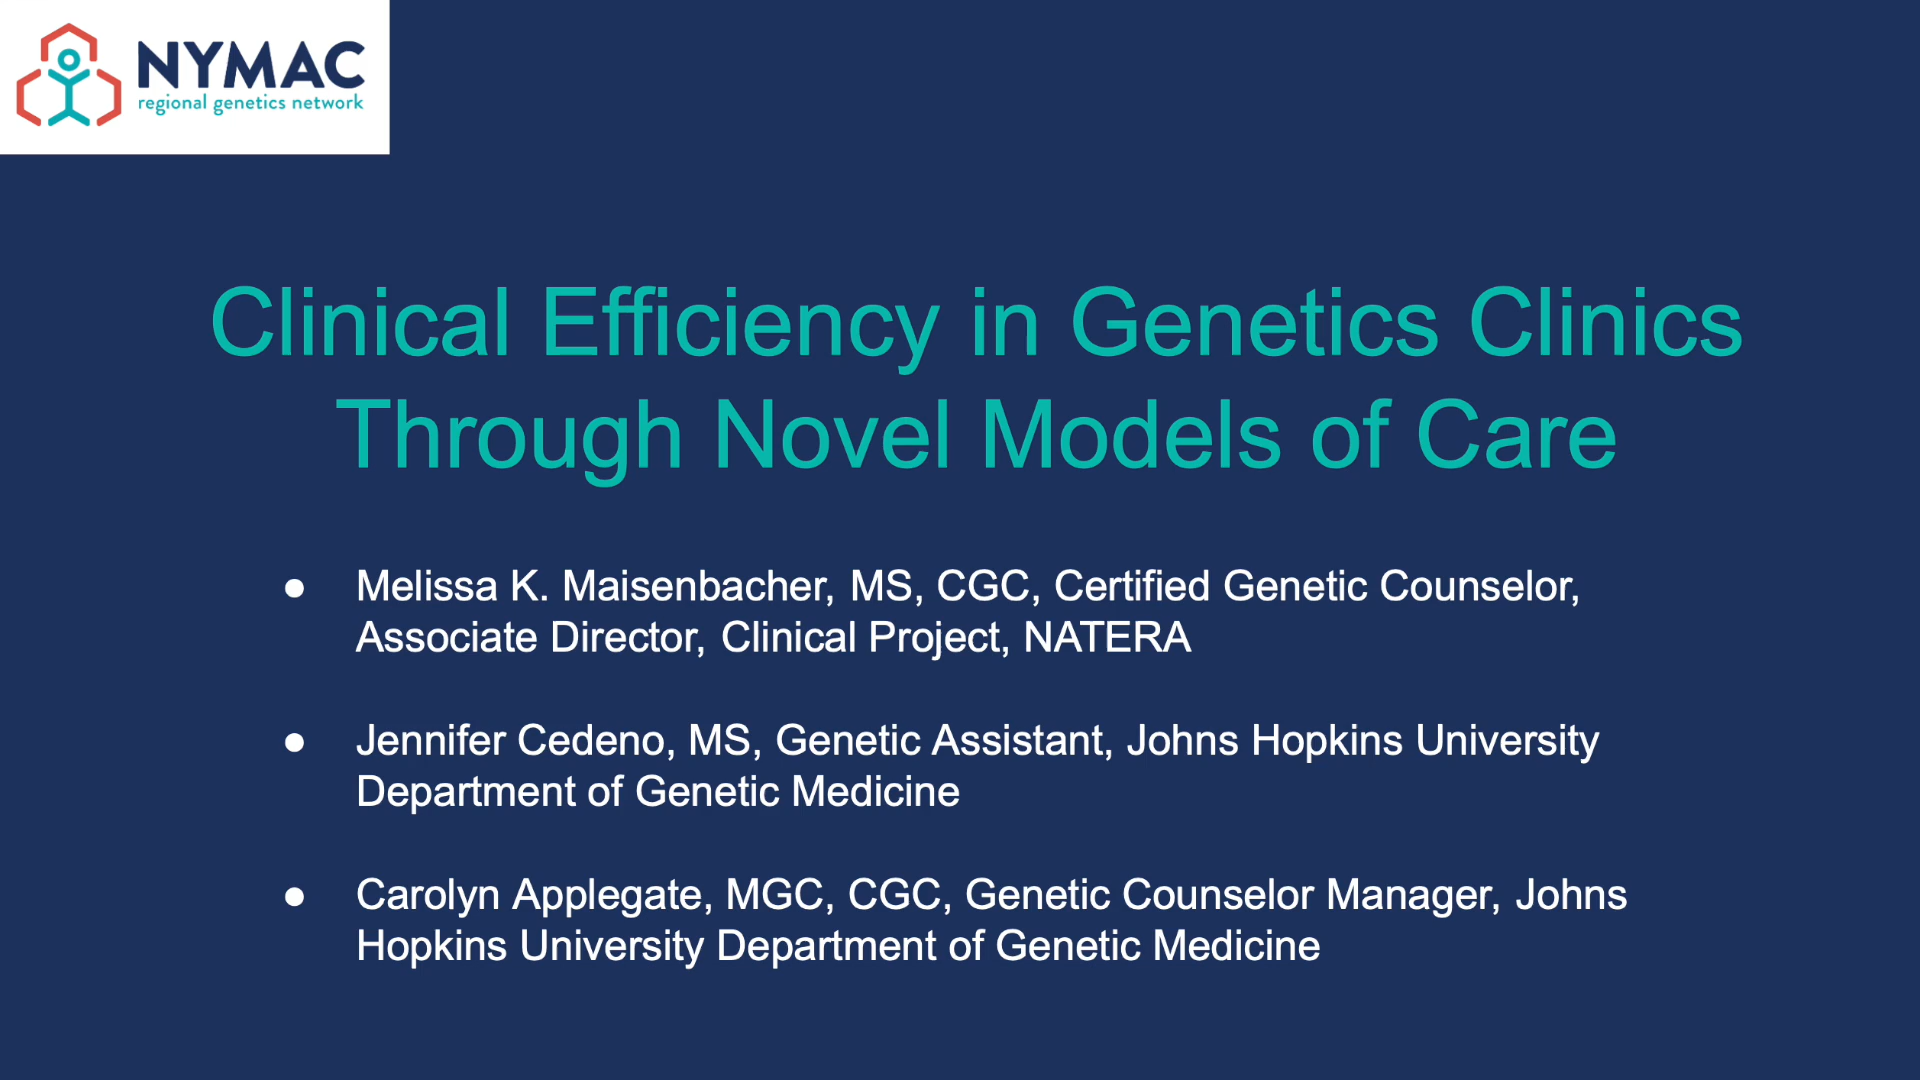 NYMAC
regional genetics network
Clinical Efficiency in Genetics Clinics
Through Novel Models of Care
● Melissa K. Maisenbacher, MS, CGC, Certified Genetic Counselor,
Associate Director, Clinical Project, NATERA
● Jennifer Cedeno, MS, Genetic Assistant, Johns Hopkins University
Department of Genetic Medicine
● Carolyn Applegate, MGC, CGC, Genetic Counselor Manager, Johns
Hopkins University Department of Genetic Medicine